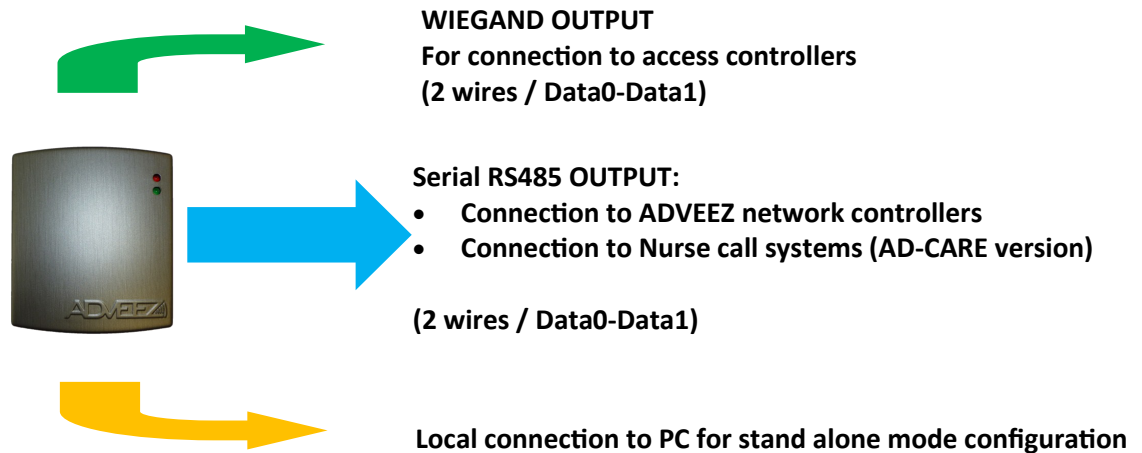 WIEGAND OUTPUT
For connection to access controllers
(2 wires / Data0-Data1)
Serial RS485 OUTPUT:
• Connection to ADVEEZ network controllers
• Connection to Nurse call systems (AD-CARE version)
(2 wires / Data0-Data1)
ADVEEZ
Local connection to PC for stand alone mode configuration